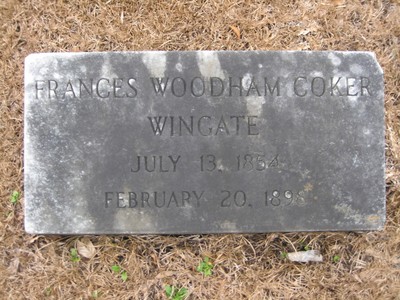 FRANCES WOODHAM COKER
WINGATE
JULY 13, 1854
FEBRUARY 20,